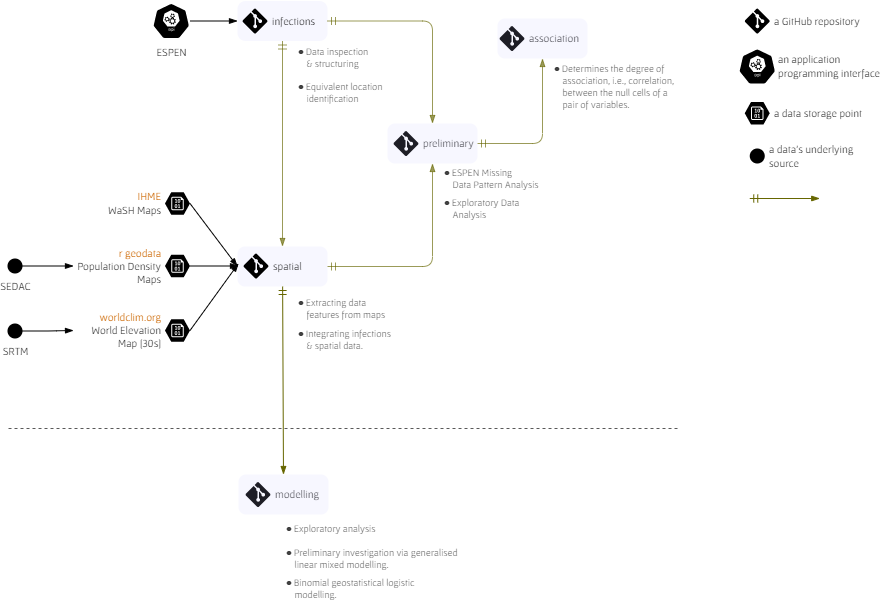 infections
ESPEN
● Data inspection
& structuring
● Equivalent location
identification
association
● Determines the degree of
association, i.e., correlation,
between the null cells of a
pair of variables.
preliminary
● ESPEN Missing
Data Pattern Analysis
● Exploratory Data
Analysis
IHME
WaSH Maps
r geodata
Population Density
Maps
SEDAC
worldclim.org
World Elevation
Map [30s]
SRTM
spatial
● Extracting data
features from maps
● Integrating infections
& spatial data.
modelling
● Exploratory analysis
● Preliminary investigation via generalised
linear mixed modelling.
● Binomial geostatistical logistic
modelling.
a GitHub repository
an application
programming interface
a data storage point
a data's underlying
source